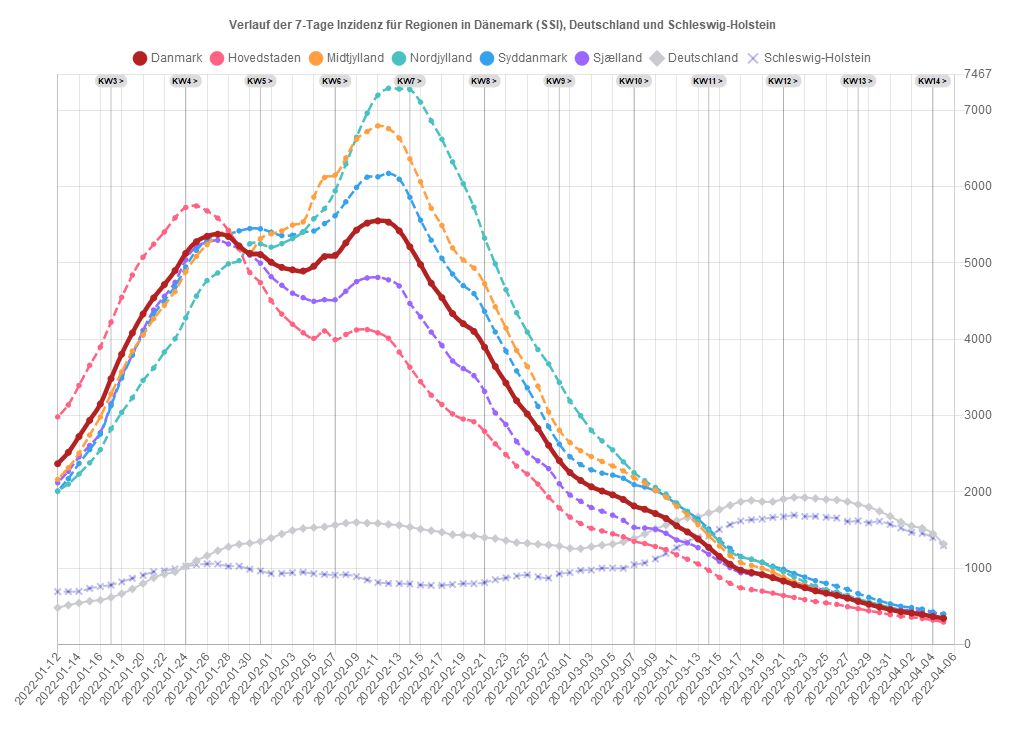 Verlauf der 7-Tage Inzidenz für Regionen in Dänemark (SSI), Deutschland und Schleswig-Holstein
Danmark Hovedstaden Midtjylland Nordjylland Syddanmark Sjælland Deutschland Schleswig-Holstein
KW3 > KW4 > KW5 > KW6 > KW7 > KW8 > KW9 > KW10 > KW11 > KW12 > KW13 > KW14 >
7467
7000
6000
5000
4000
3000
2000
1000
0
2022-01-12 2022-01-14 2022-01-16 2022-01-18 2022-01-20 2022-01-22 2022-01-24 2022-01-26 2022-01-28 2022-01-30 2022-02-01 2022-02-03 2022-02-05 2022-02-07 2022-02-09 2022-02-11 2022-02-13 2022-02-15 2022-02-17 2022-02-19 2022-02-21 2022-02-23 2022-02-25 2022-02-27 2022-03-01 2022-03-03 2022-03-05 2022-03-07 2022-03-09 2022-03-11 2022-03-13 2022-03-15 2022-03-17 2022-03-19 2022-03-21 2022-03-23 2022-03-25 2022-03-27 2022-03-29 2022-03-31 2022-04-02 2022-04-04 2022-04-06